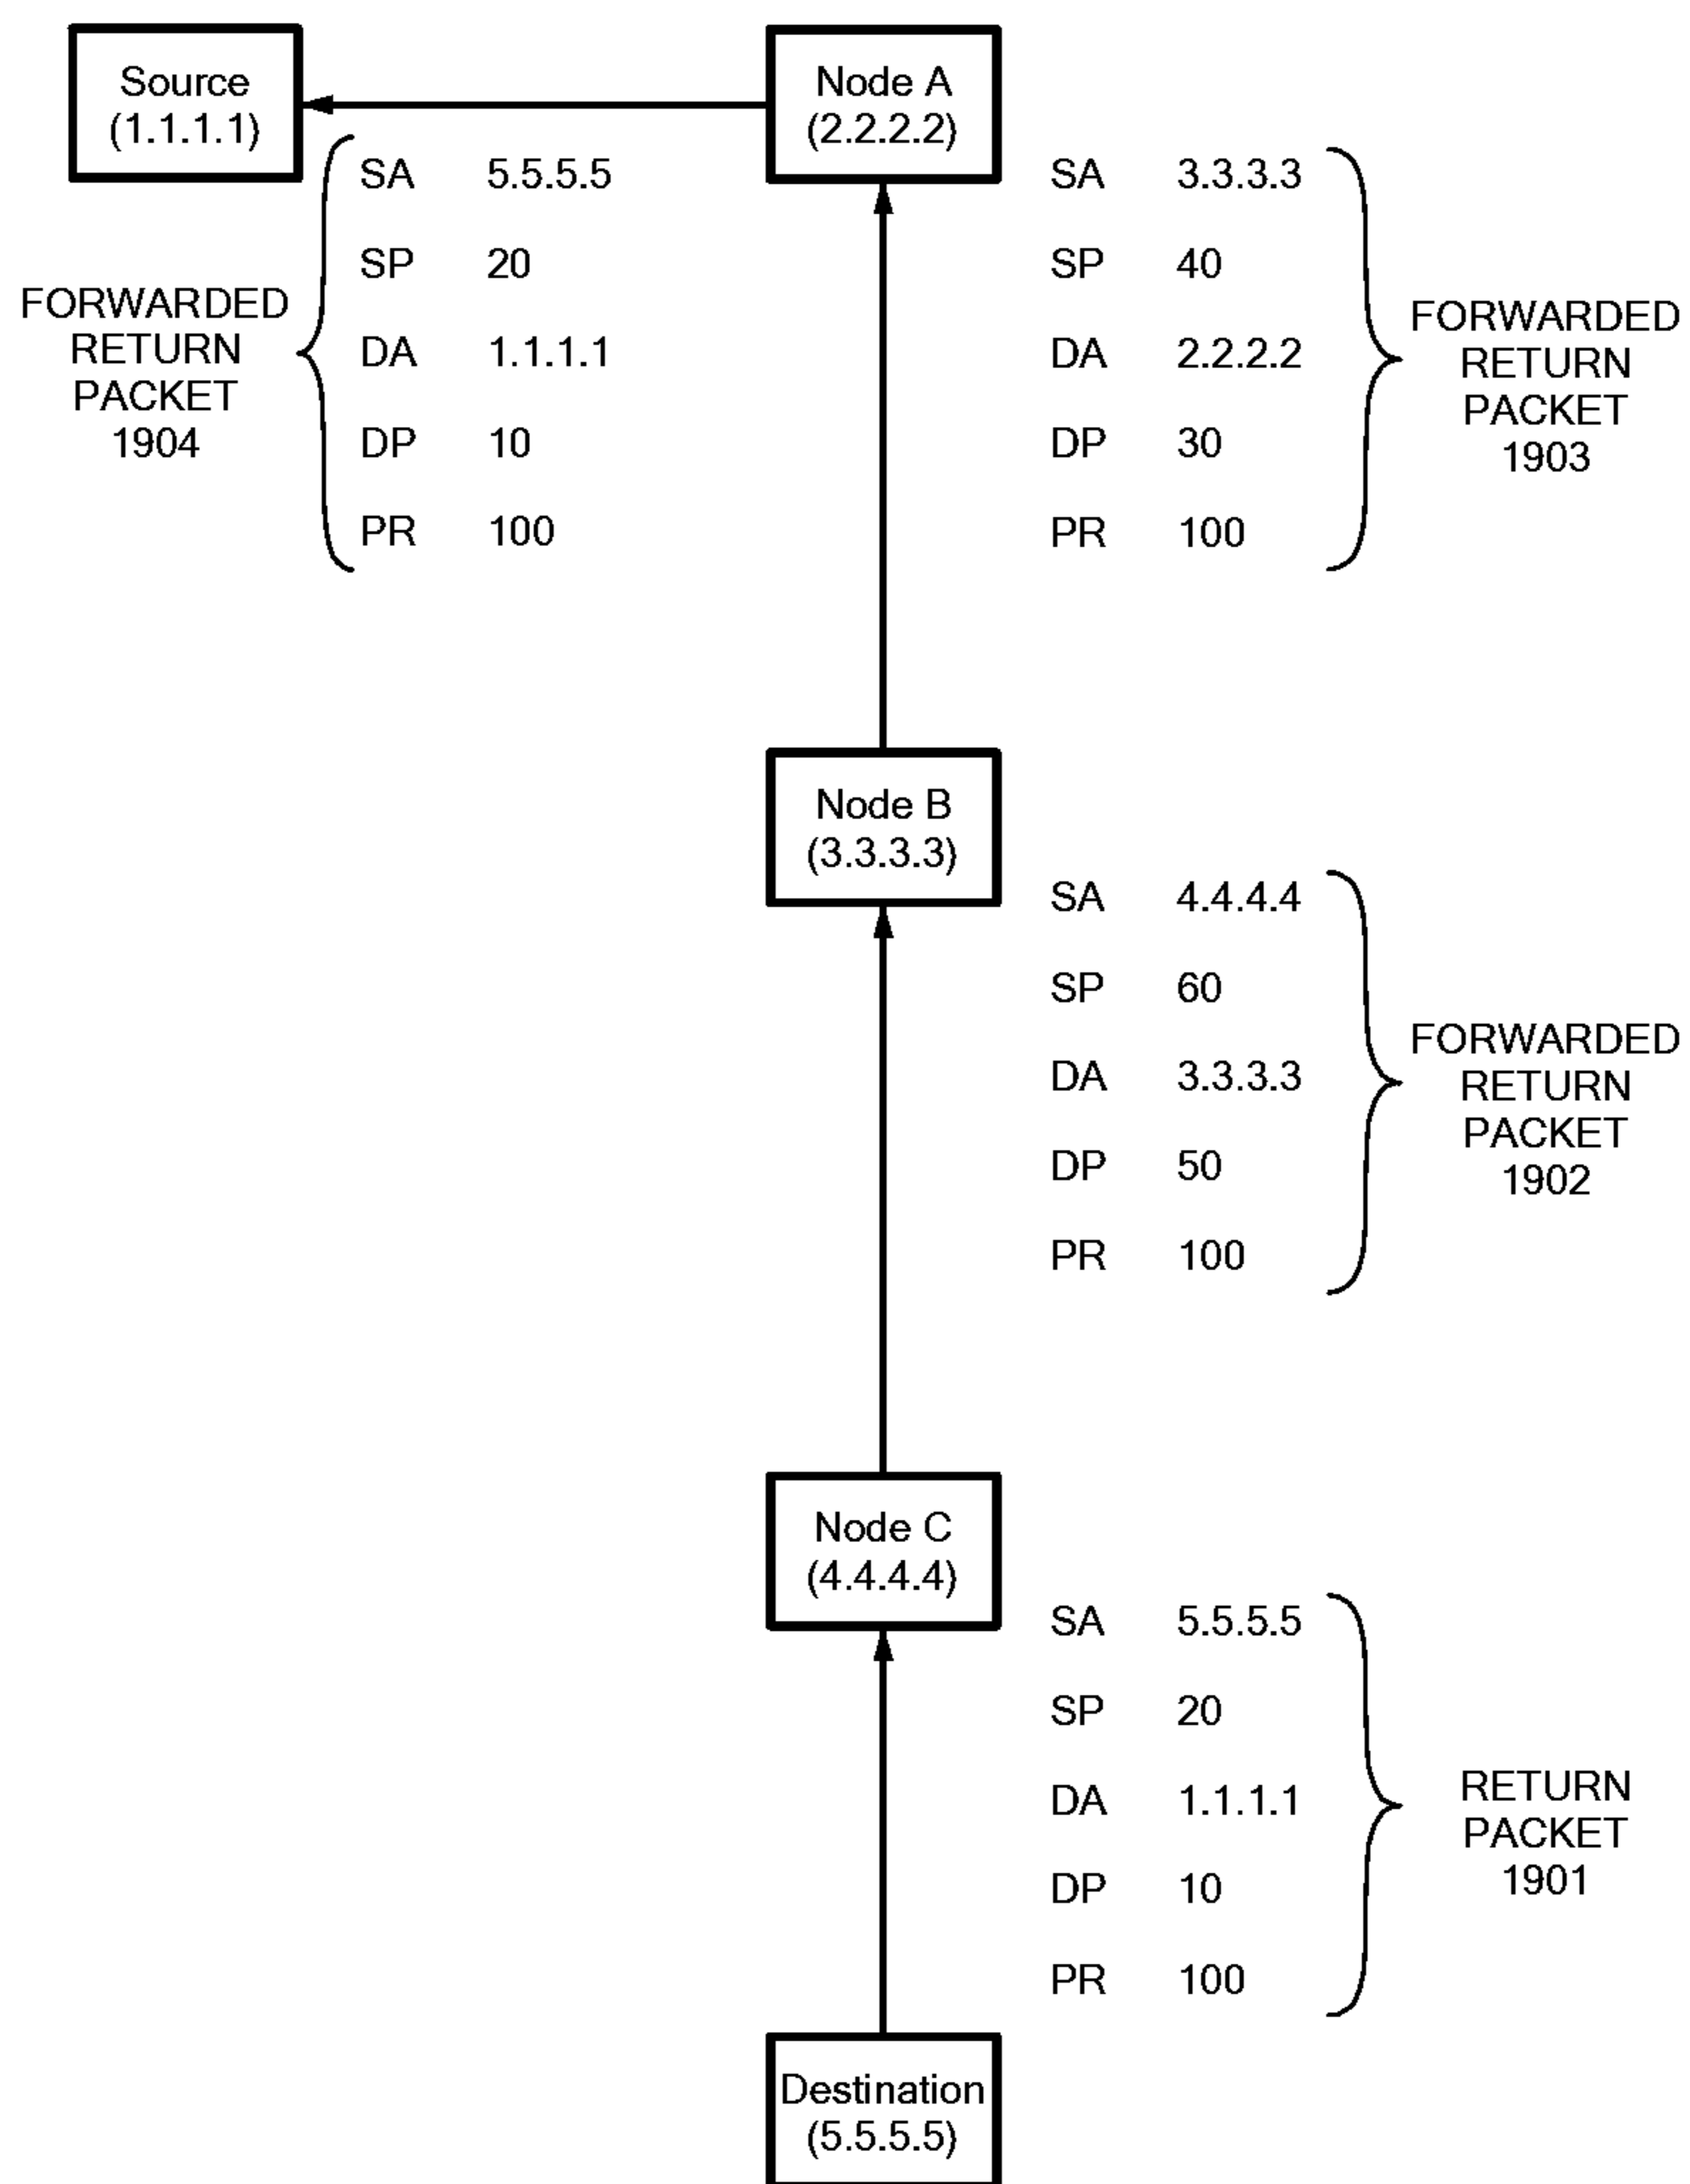 Source
(1.1.1.1)
Node A
(2.2.2.2)
SA 5.5.5.5
SP 20
DA 1.1.1.1
DP 10
PR 100
FORWARDED
RETURN
PACKET
1904
SA 3.3.3.3
SP 40
DA 2.2.2.2
DP 30
PR 100
FORWARDED
RETURN
PACKET
1903
Node B
(3.3.3.3)
SA 4.4.4.4
SP 60
DA 3.3.3.3
DP 50
PR 100
FORWARDED
RETURN
PACKET
1902
Node C
(4.4.4.4)
SA 5.5.5.5
SP 20
DA 1.1.1.1
DP 10
PR 100
RETURN
PACKET
1901
Destination
(5.5.5.5)